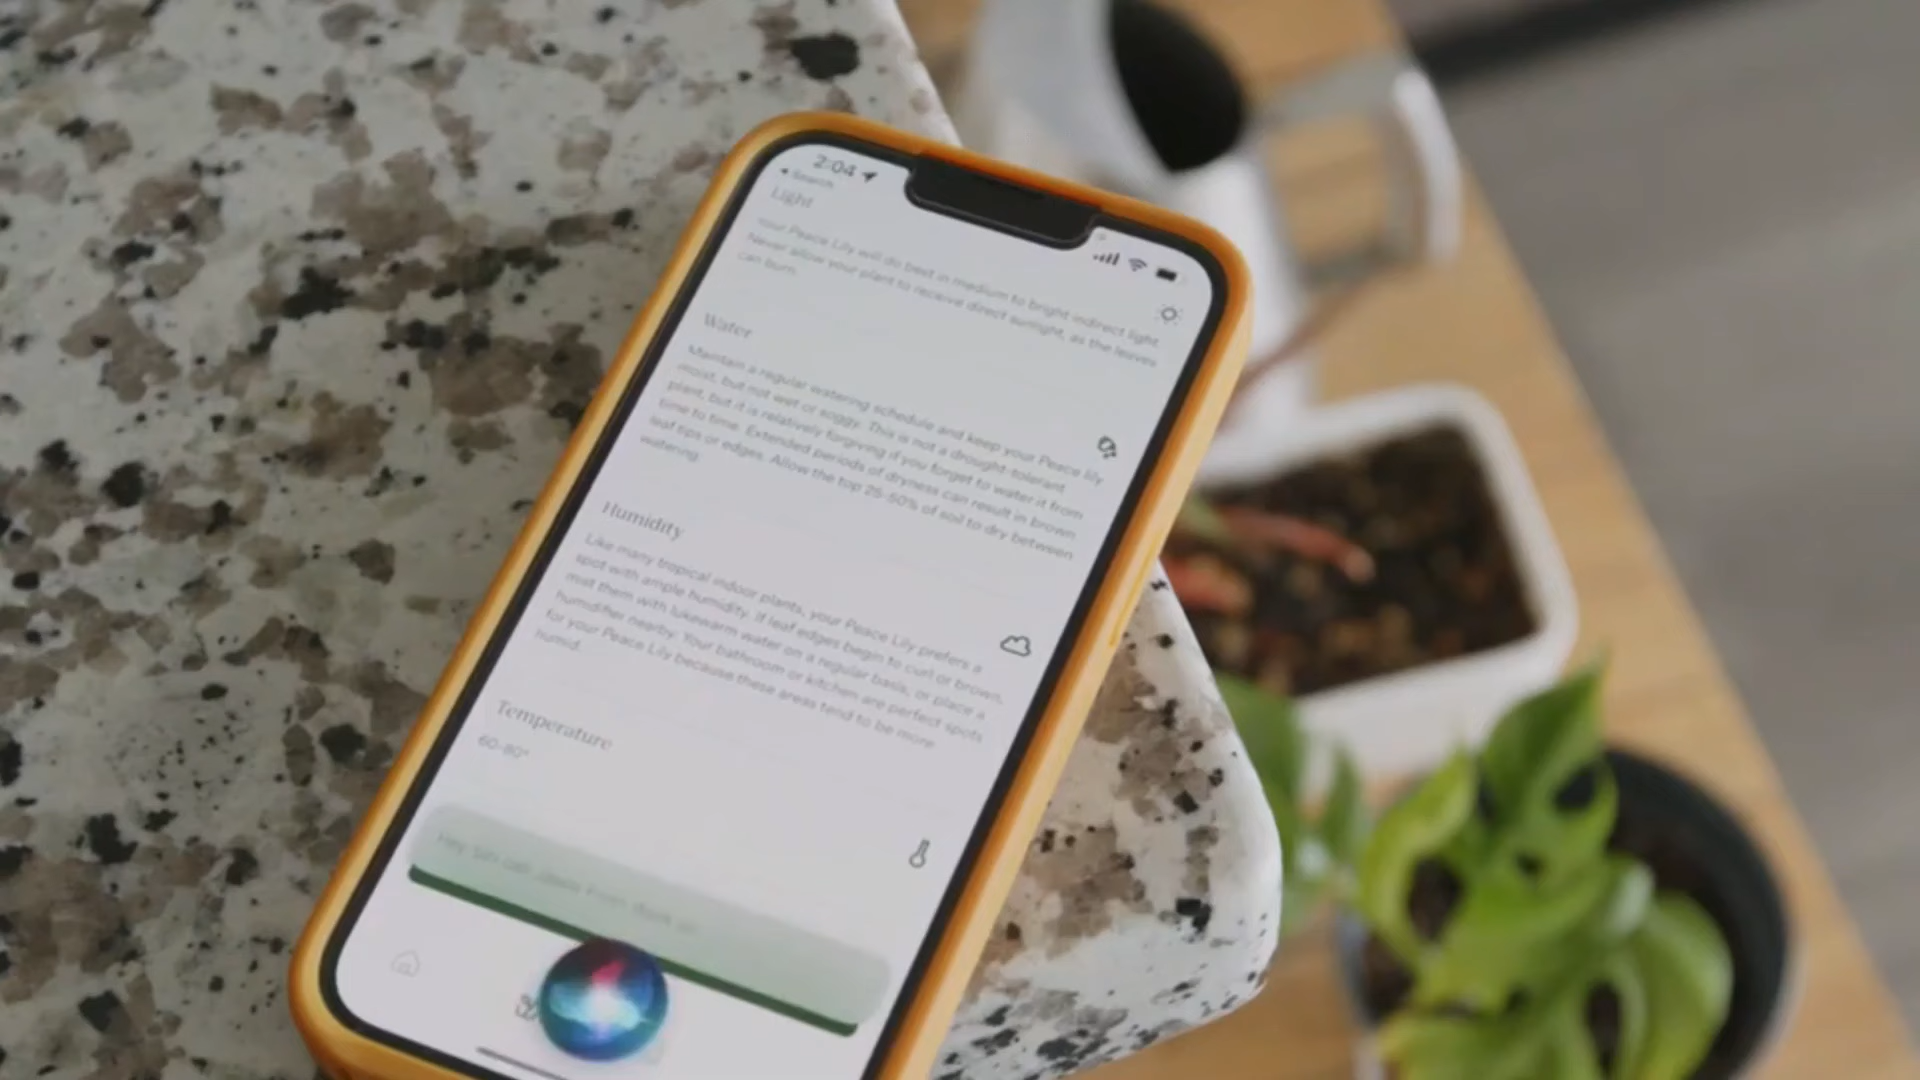 2:04
Search
Light
Your Peace Lily will do best in medium to bright indirect light.
Never allow your plant to receive direct sunlight, as the leaves
can burn.
Water
Maintain a regular watering schedule and keep your Peace lily
moist, but not wet or soggy. This is not a drought-tolerant
plant, but it is relatively forgiving if you forget to water it from
time to time. Extended periods of dryness can result in brown
leaf tips or edges. Allow the top 25-50% of soil to dry between
watering.
Humidity
Like many tropical indoor plants, your Peace Lily prefers a
spot with ample humidity. If leaf edges begin to curl or brown,
mist them with lukewarm water on a regular basis, or place a
humidifier nearby. Your bathroom or kitchen are perfect spots
for your Peace Lily because these areas tend to be more
humid.
Temperature
60-80°
Hey Siri